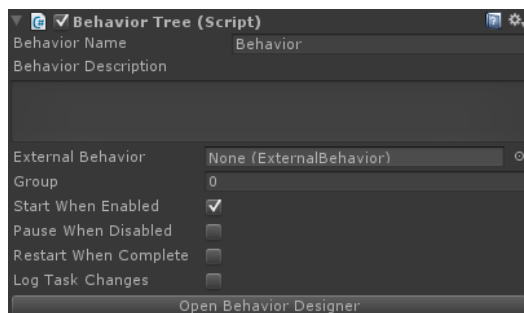 Behavior Tree (Script)
Behavior Name Behavior
Behavior Description
External Behavior None (ExternalBehavior)
Group 0
Start When Enabled
Pause When Disabled
Restart When Complete
Log Task Changes
Open Behavior Designer